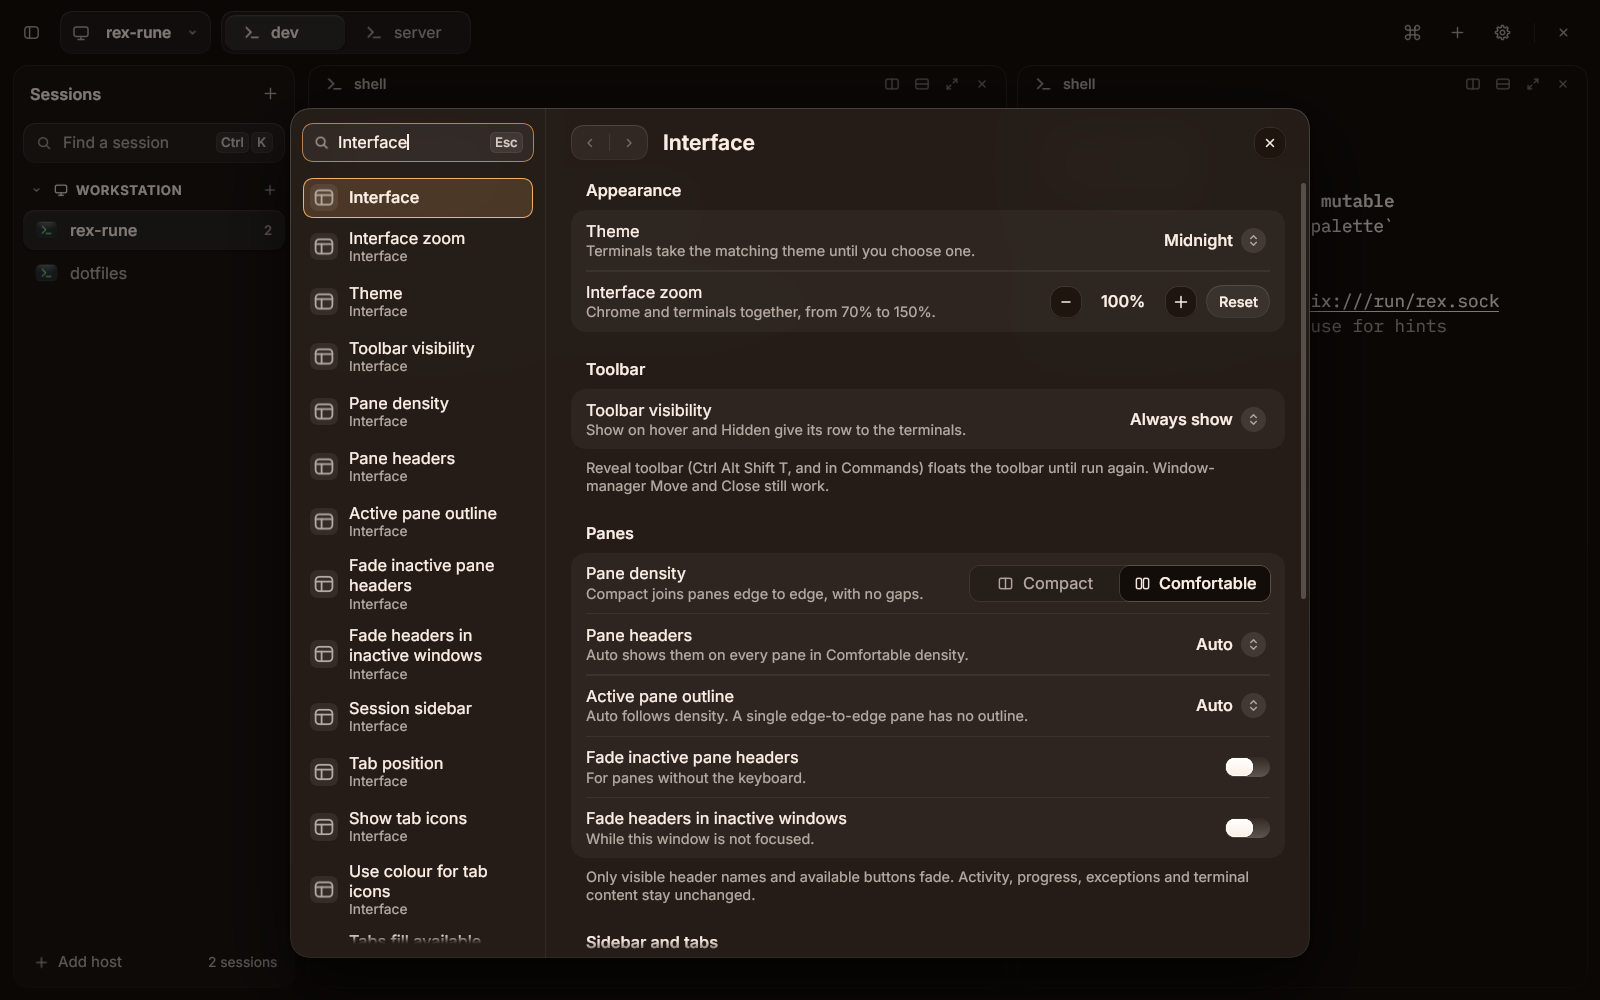 rex-rune
dev
server
Sessions
Find a session
Ctrl K
WORKSTATION
rex-rune 2
dotfiles
Add host
2 sessions
shell
shell
mutable
palette`
ix:///run/rex.sock
use for hints
Interface
Esc
Interface
Interface zoom
Interface
Theme
Interface
Toolbar visibility
Interface
Pane density
Interface
Pane headers
Interface
Active pane outline
Interface
Fade inactive pane
headers
Interface
Fade headers in
inactive windows
Interface
Session sidebar
Interface
Tab position
Interface
Show tab icons
Interface
Use colour for tab
icons
Interface
Tabs fill available
Interface
Appearance
Theme
Terminals take the matching theme until you choose one.
Midnight
Interface zoom
Chrome and terminals together, from 70% to 150%.
100%
Reset
Toolbar
Toolbar visibility
Show on hover and Hidden give its row to the terminals.
Always show
Reveal toolbar (Ctrl Alt Shift T, and in Commands) floats the toolbar until run again. Window-
manager Move and Close still work.
Panes
Pane density
Compact joins panes edge to edge, with no gaps.
Compact
Comfortable
Pane headers
Auto shows them on every pane in Comfortable density.
Auto
Active pane outline
Auto follows density. A single edge-to-edge pane has no outline.
Auto
Fade inactive pane headers
For panes without the keyboard.
Fade headers in inactive windows
While this window is not focused.
Only visible header names and available buttons fade. Activity, progress, exceptions and terminal
content stay unchanged.
Sidebar and tabs